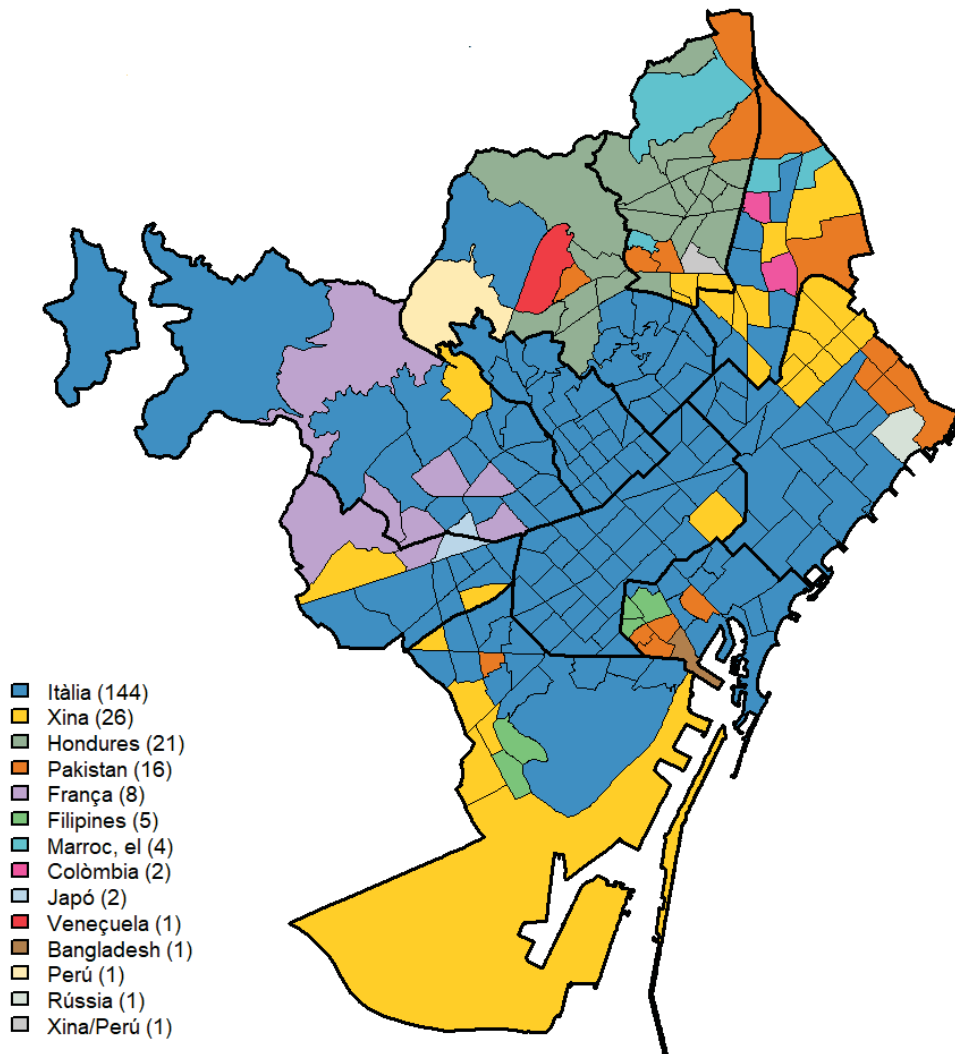 Itàlia (144)
Xina (26)
Hondures (21)
Pakistan (16)
França (8)
Filipines (5)
Marroc, el (4)
Colòmbia (2)
Japó (2)
Veneçuela (1)
Bangladesh (1)
Perú (1)
Rússia (1)
Xina/Perú (1)